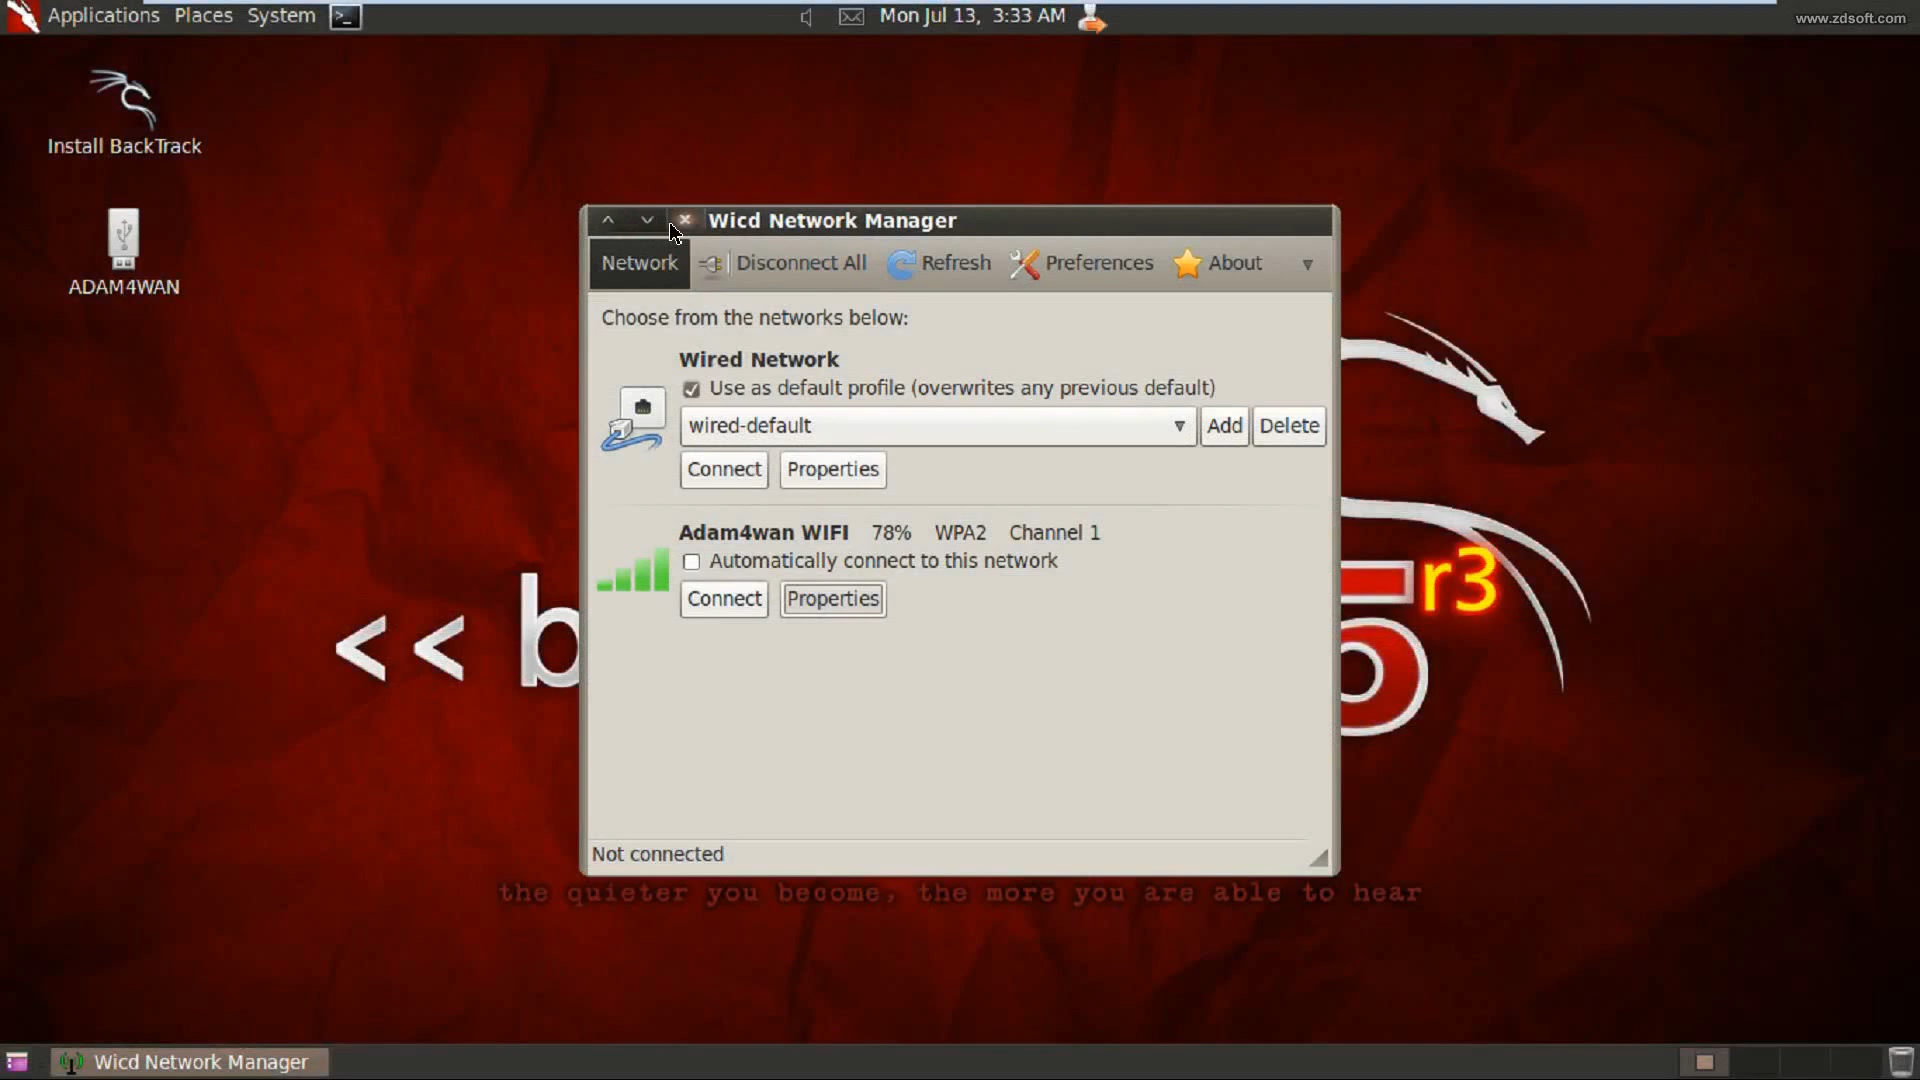 Applications Places System
Mon Jul 13, 3:33 AM
www.zdsoft.com
Install BackTrack
ADAM4WAN
Wicd Network Manager
Network Disconnect All Refresh Preferences About
Choose from the networks below:
Wired Network
Use as default profile (overwrites any previous default)
wired-default Add Delete
Connect Properties
Adam4wan WIFI 78% WPA2 Channel 1
Automatically connect to this network
Connect Properties
Not connected
<< b 5 r3
the quieter you become, the more you are able to hear
Wicd Network Manager